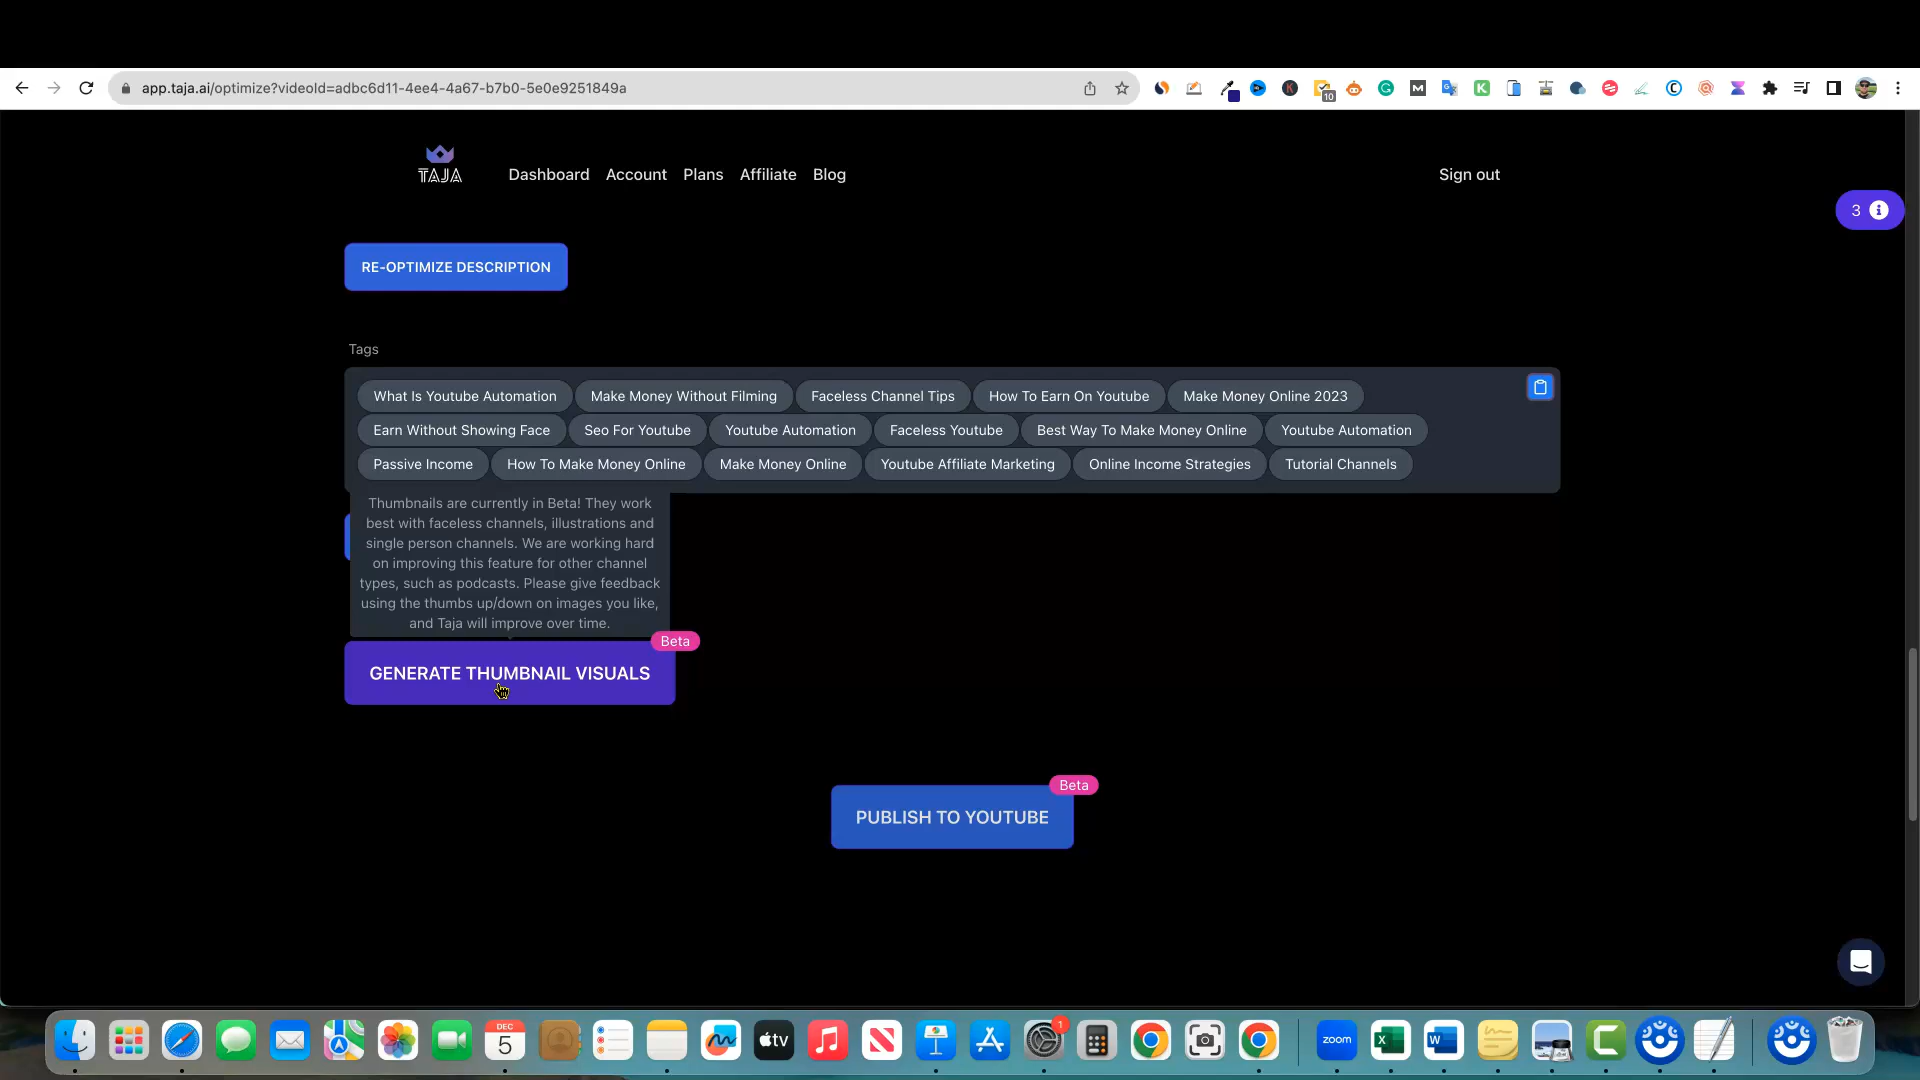 app.taja.ai/optimize?videoId=adbc6d11-4ee4-4a67-b7b0-5e0e9251849a
10
TAJA
Dashboard Account Plans Affiliate Blog Sign out
3
RE-OPTIMIZE DESCRIPTION
Tags
What Is Youtube Automation Make Money Without Filming Faceless Channel Tips How To Earn On Youtube Make Money Online 2023
Earn Without Showing Face Seo For Youtube Youtube Automation Faceless Youtube Best Way To Make Money Online Youtube Automation
Passive Income How To Make Money Online Make Money Online Youtube Affiliate Marketing Online Income Strategies Tutorial Channels
Thumbnails are currently in Beta! They work
best with faceless channels, illustrations and
single person channels. We are working hard
on improving this feature for other channel
types, such as podcasts. Please give feedback
using the thumbs up/down on images you like,
and Taja will improve over time.
Beta
GENERATE THUMBNAIL VISUALS
Beta
PUBLISH TO YOUTUBE
DEC
5
tv
1
zoom